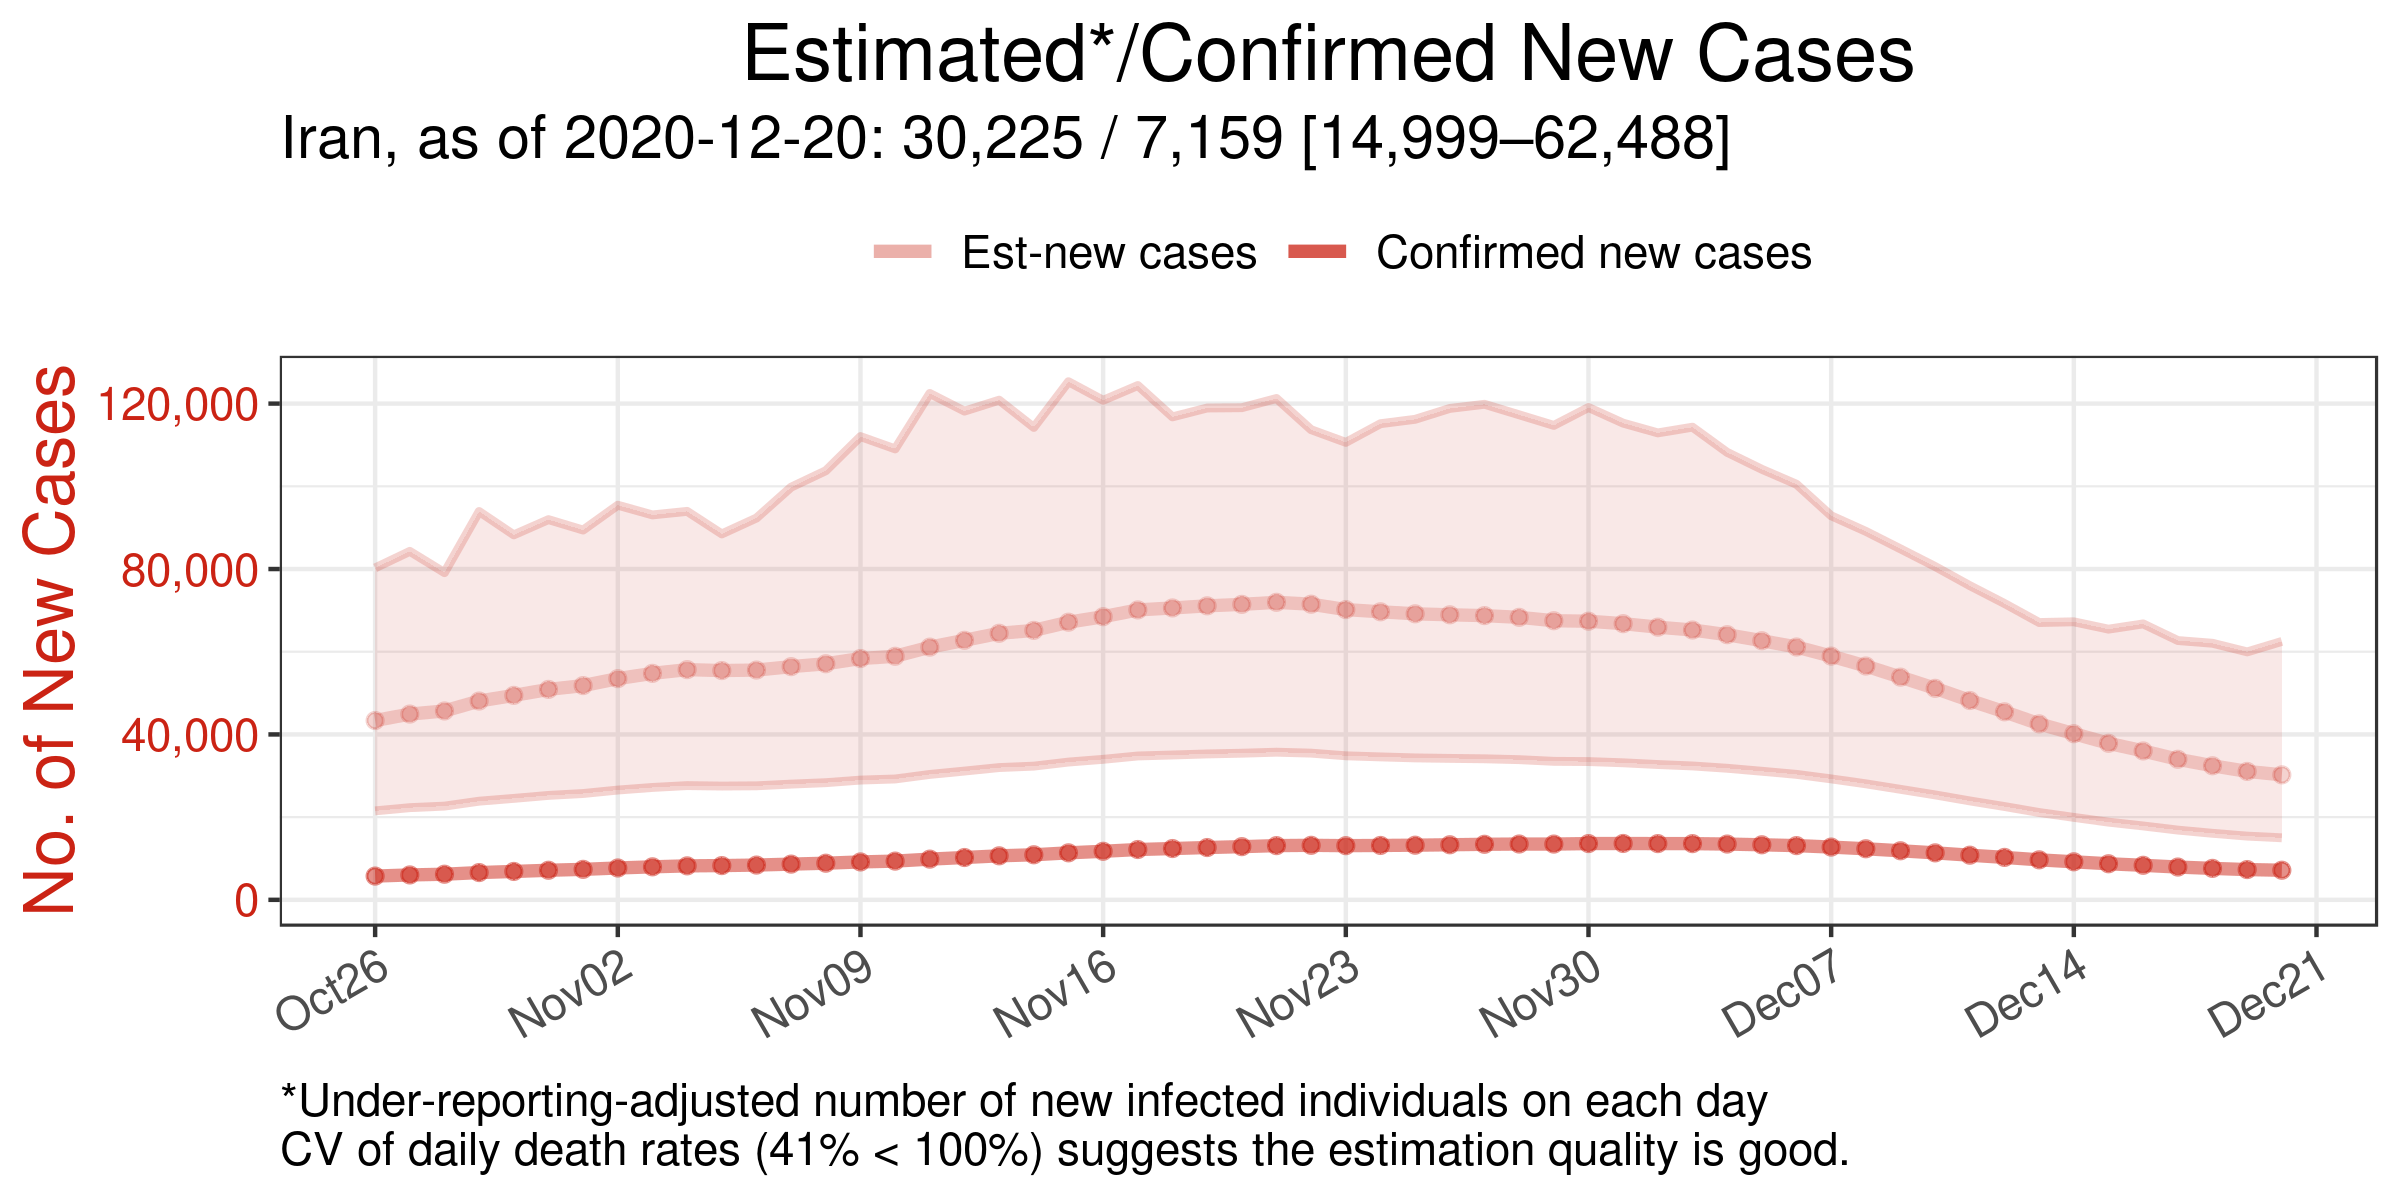 Estimated*/Confirmed New Cases
Iran, as of 2020-12-20: 30,225 / 7,159 [14,999–62,488]
Est-new cases
Confirmed new cases
No. of New Cases
120,000
80,000
40,000
0
Oct26
Nov02
Nov09
Nov16
Nov23
Nov30
Dec07
Dec14
Dec21
*Under-reporting-adjusted number of new infected individuals on each day
CV of daily death rates (41% < 100%) suggests the estimation quality is good.